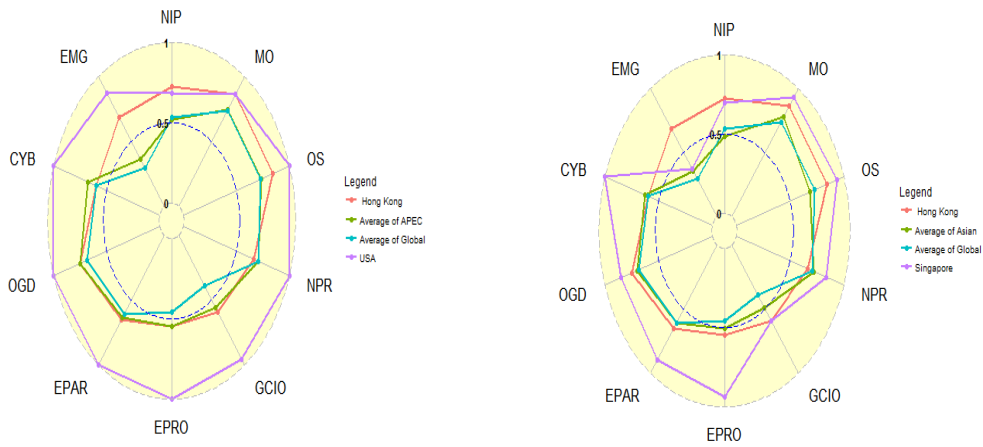 NIP
1
EMG
MO
0.5
CYB
OS
0
OGD
NPR
EPAR
GCIO
EPRO
Legend
Hong Kong
Average of APEC
Average of Global
USA
NIP
1
EMG
MO
0.5
CYB
OS
0
OGD
NPR
EPAR
GCIO
EPRO
Legend
Hong Kong
Average of Asian
Average of Global
Singapore